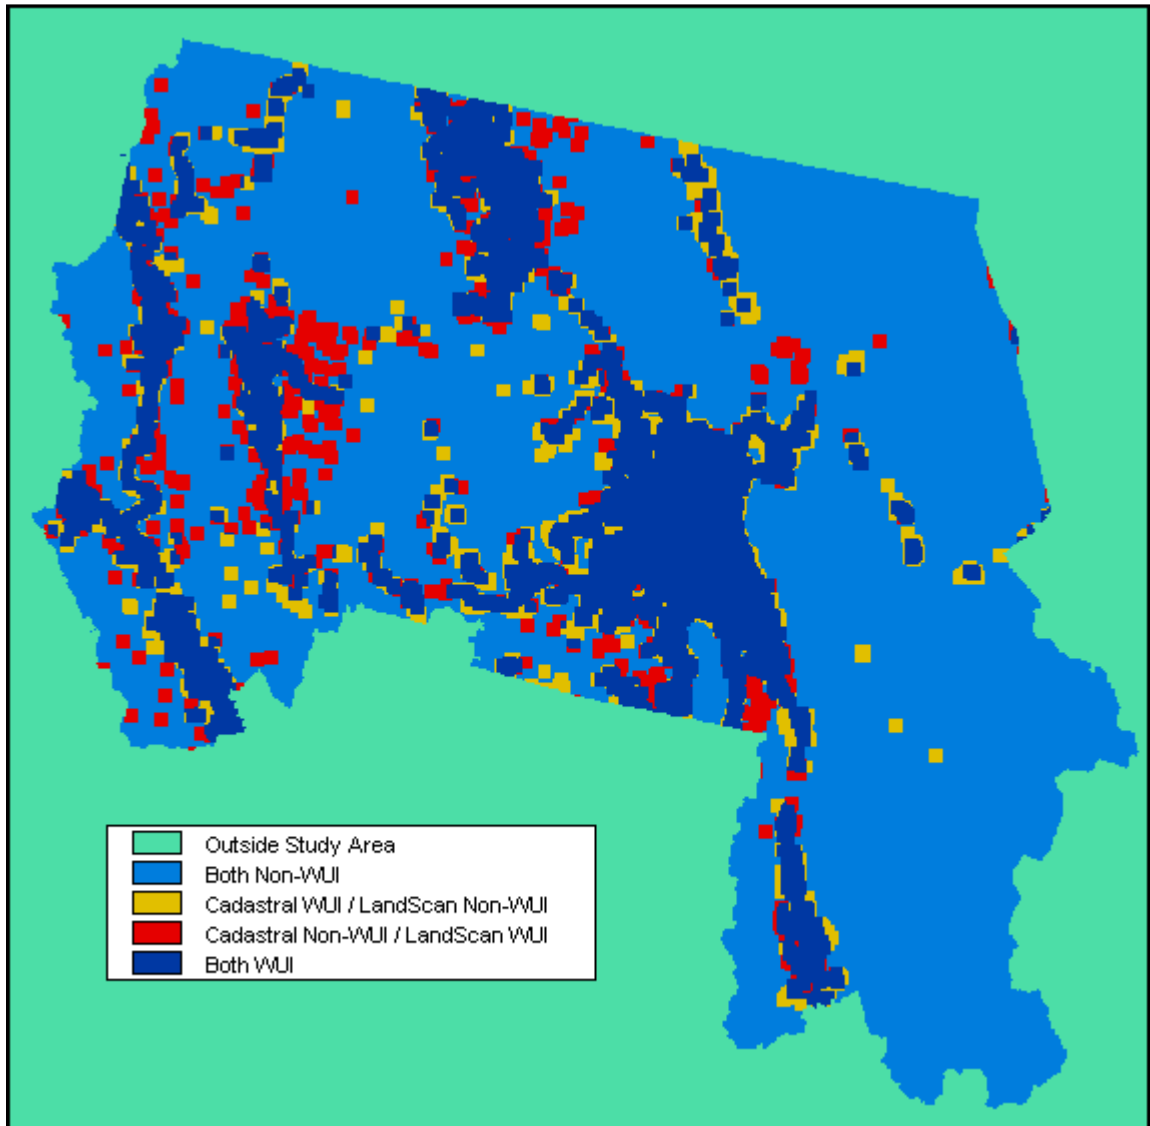 Outside Study Area
Both Non-WUI
Cadastral WUI / LandScan Non-WUI
Cadastral Non-WUI / LandScan WUI
Both WUI